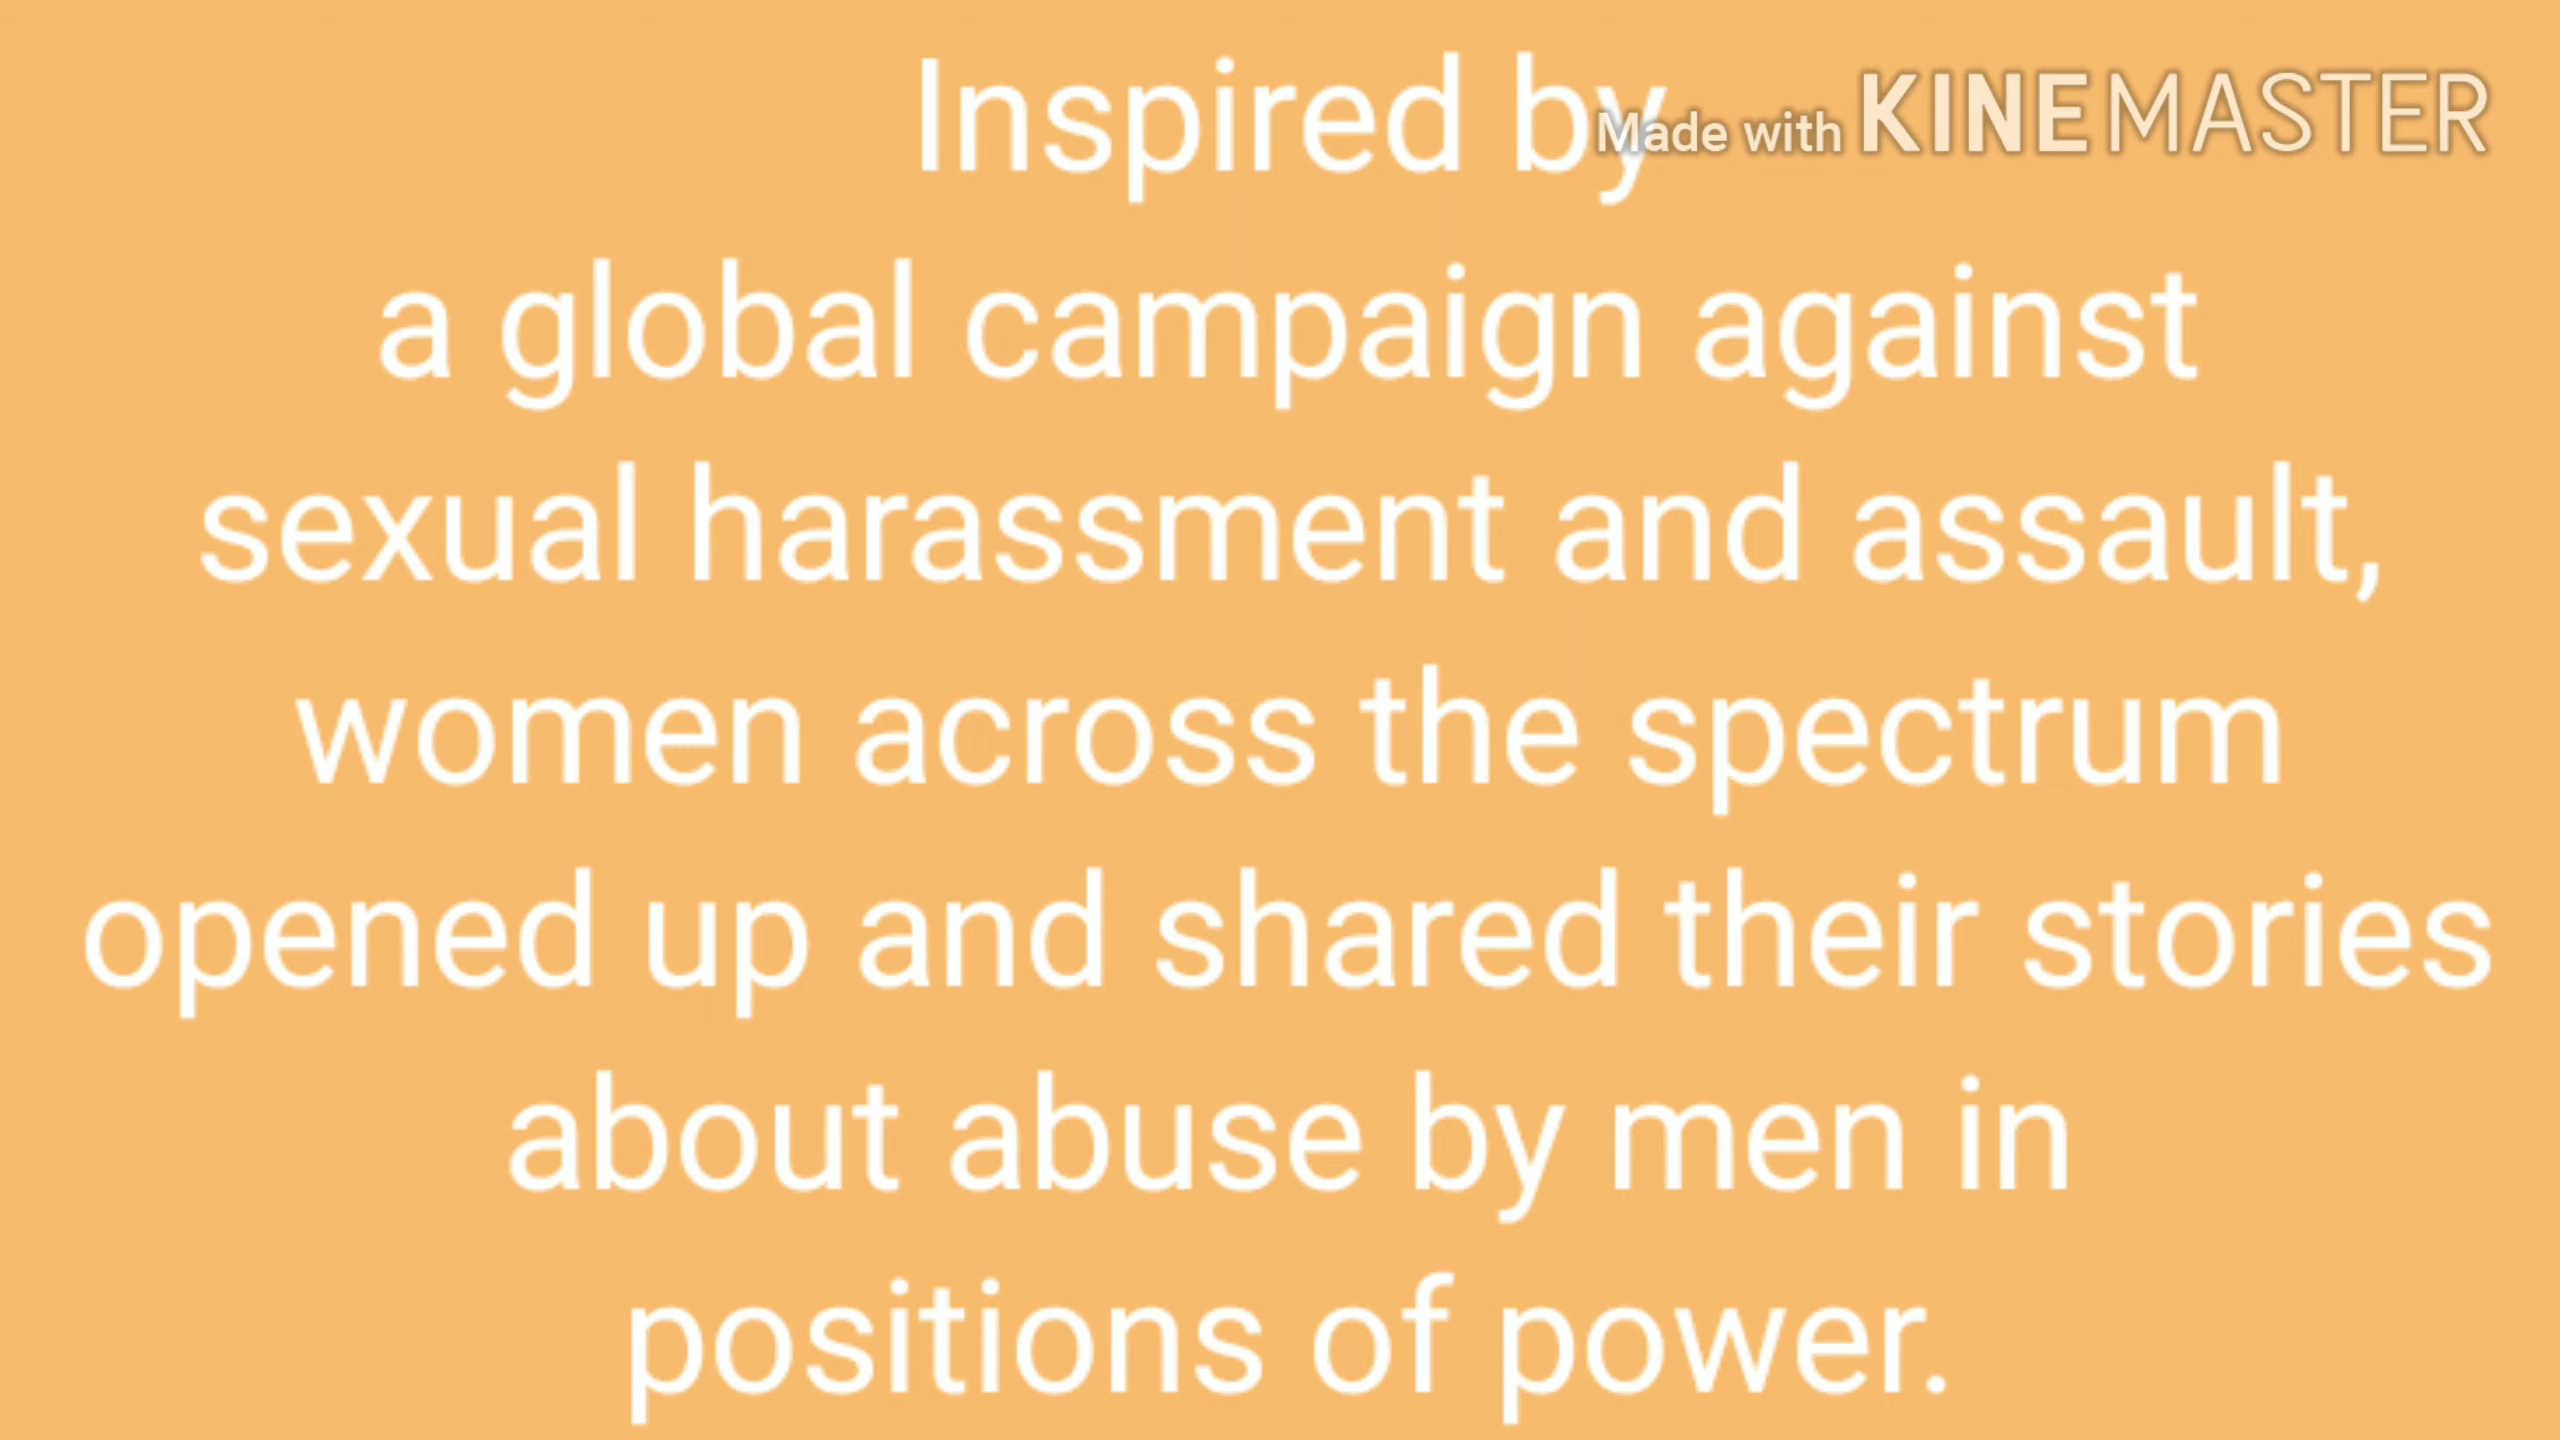 Inspired by
Made with KINEMASTER
a global campaign against
sexual harassment and assault,
women across the spectrum
opened up and shared their stories
about abuse by men in
positions of power.